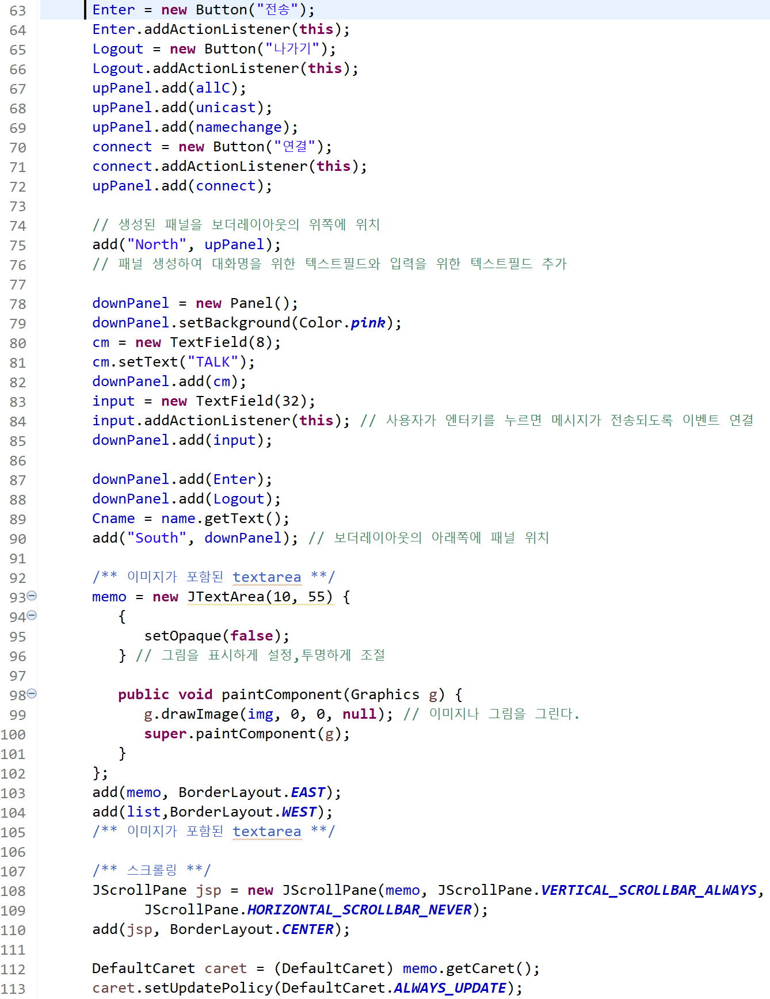 63 Enter = new Button("전송");
64 Enter.addActionListener(this);
65 Logout = new Button("나가기");
66 Logout.addActionListener(this);
67 upPanel.add(allC);
68 upPanel.add(unicast);
69 upPanel.add(namechange);
70 connect = new Button("연결");
71 connect.addActionListener(this);
72 upPanel.add(connect);
73
74 // 생성된 패널을 보더레이아웃의 위쪽에 위치
75 add("North", upPanel);
76 // 패널 생성하여 대화명을 위한 텍스트필드와 입력을 위한 텍스트필드 추가
77
78 downPanel = new Panel();
79 downPanel.setBackground(Color.pink);
80 cm = new TextField(8);
81 cm.setText("TALK");
82 downPanel.add(cm);
83 input = new TextField(32);
84 input.addActionListener(this); // 사용자가 엔터키를 누르면 메시지가 전송되도록 이벤트 연결
85 downPanel.add(input);
86
87 downPanel.add(Enter);
88 downPanel.add(Logout);
89 Cname = name.getText();
90 add("South", downPanel); // 보더레이아웃의 아래쪽에 패널 위치
91
92 /** 이미지가 포함된 textarea **/
93 memo = new JTextArea(10, 55) {
94 {
95 setOpaque(false);
96 } // 그림을 표시하게 설정,투명하게 조절
97
98 public void paintComponent(Graphics g) {
99 g.drawImage(img, 0, 0, null); // 이미지나 그림을 그린다.
100 super.paintComponent(g);
101 }
102 };
103 add(memo, BorderLayout.EAST);
104 add(list,BorderLayout.WEST);
105 /** 이미지가 포함된 textarea **/
106
107 /** 스크롤링 **/
108 JScrollPane jsp = new JScrollPane(memo, JScrollPane.VERTICAL_SCROLLBAR_ALWAYS,
109 JScrollPane.HORIZONTAL_SCROLLBAR_NEVER);
110 add(jsp, BorderLayout.CENTER);
111
112 DefaultCaret caret = (DefaultCaret) memo.getCaret();
113 caret.setUpdatePolicy(DefaultCaret.ALWAYS_UPDATE);